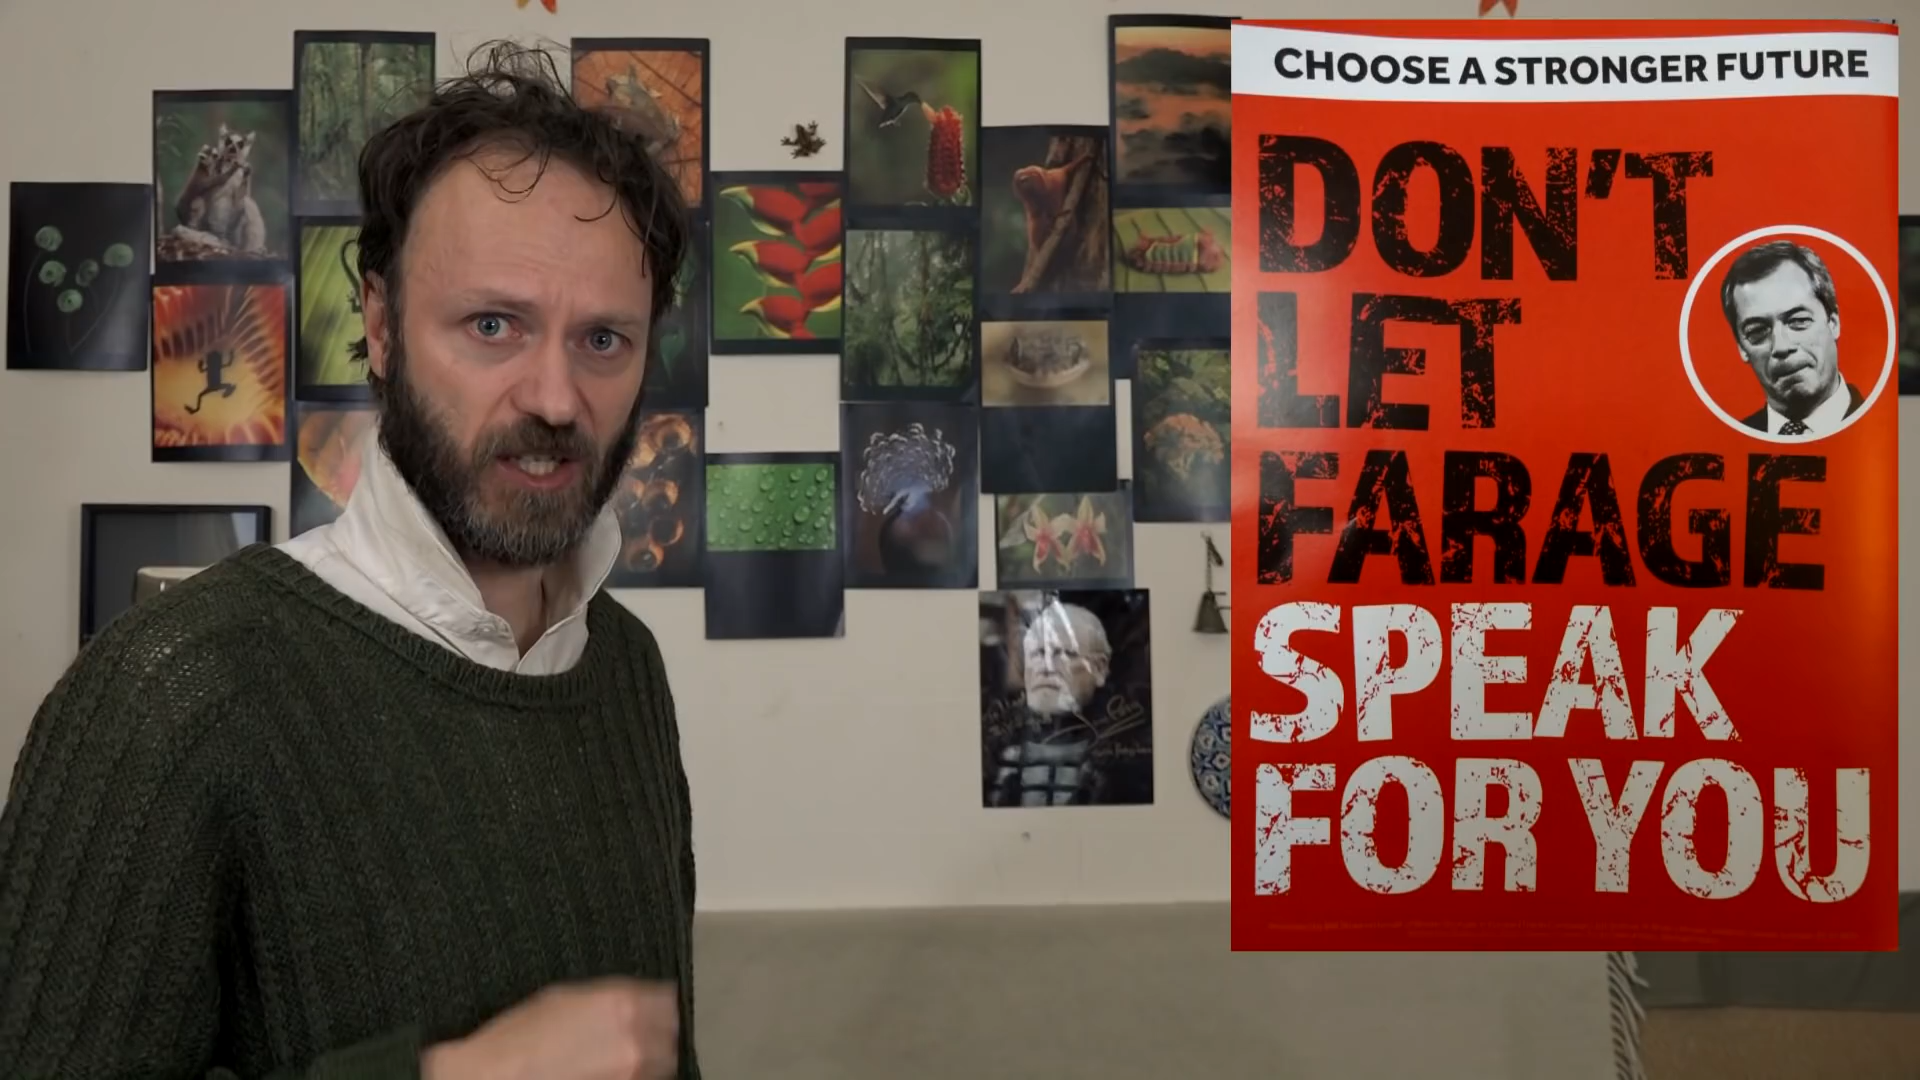 CHOOSE A STRONGER FUTURE
DON'T
LET
FARAGE
SPEAK
FOR YOU